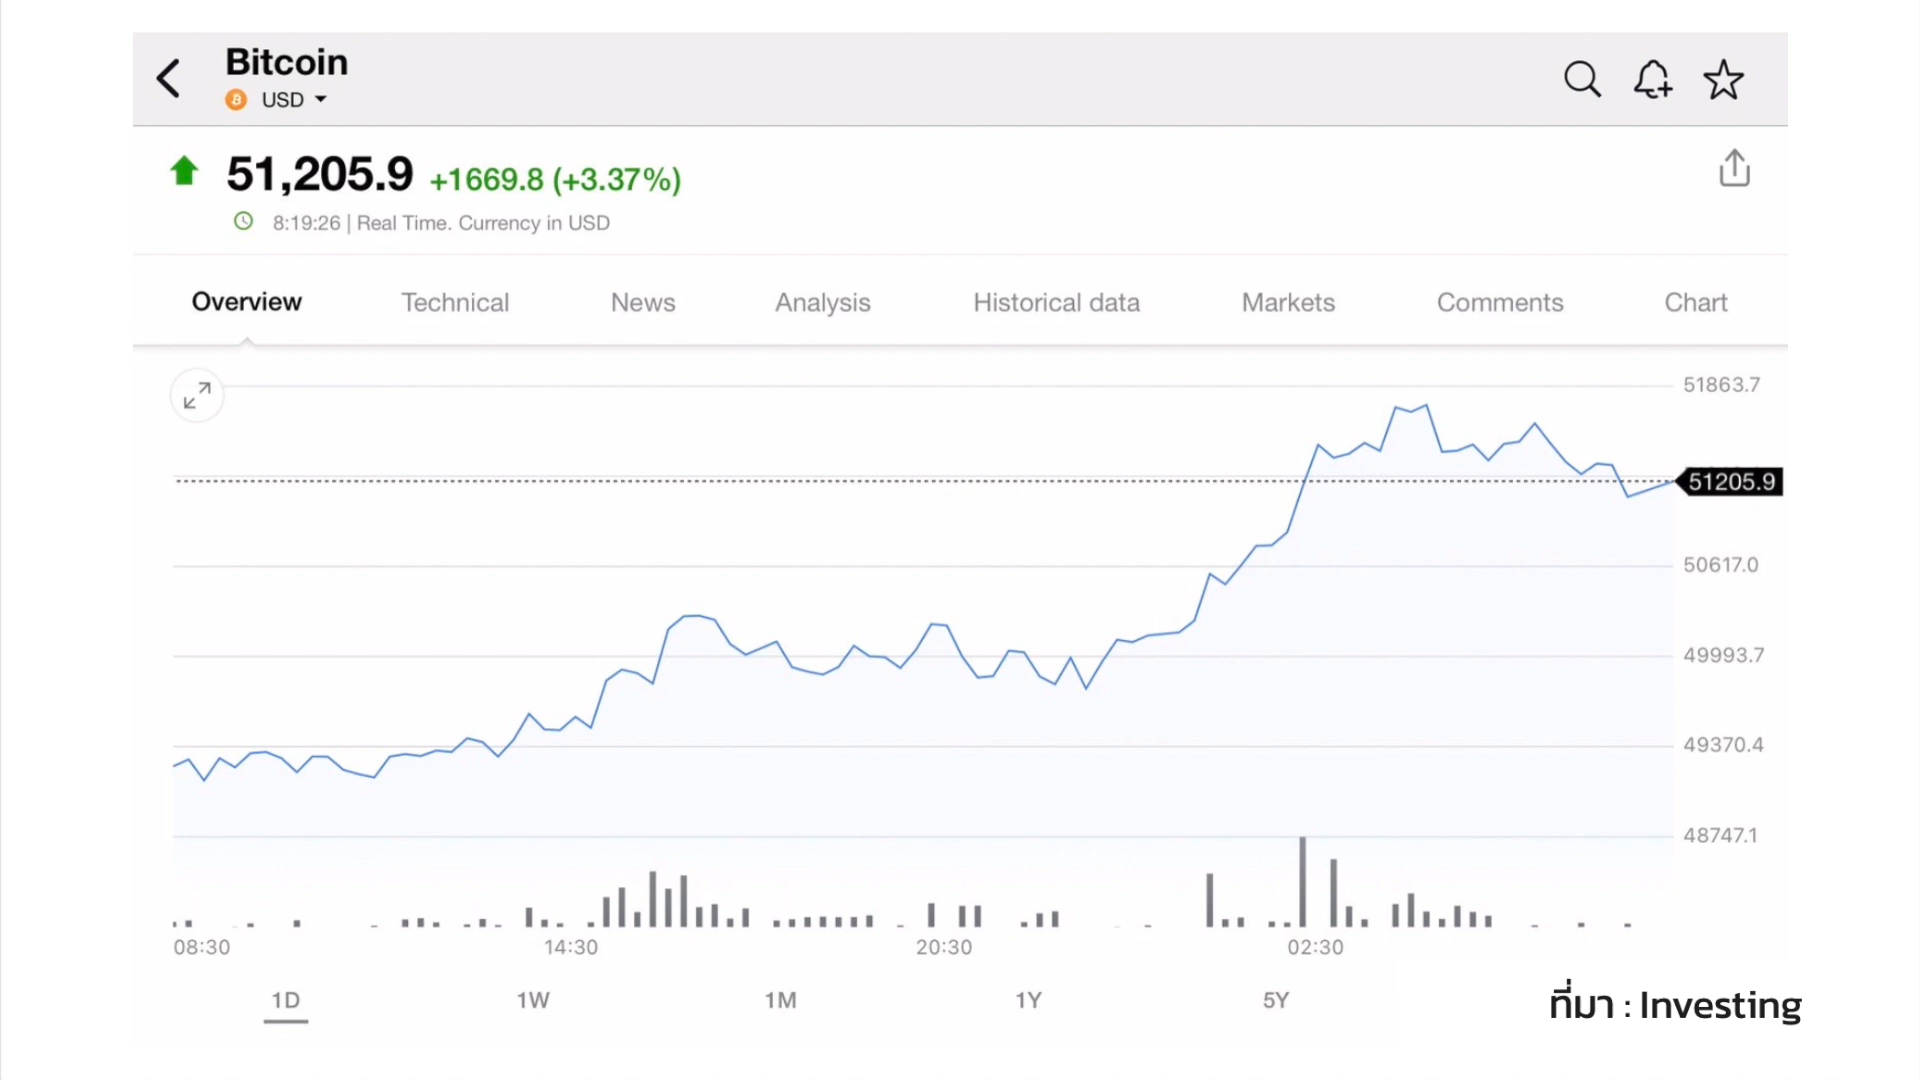 Bitcoin
USD
51,205.9 +1669.8 (+3.37%)
8:19:26 | Real Time. Currency in USD
Overview Technical News Analysis Historical data Markets Comments Chart
51863.7
51205.9
50617.0
49993.7
49370.4
48747.1
08:30 14:30 20:30 02:30
1D 1W 1M 1Y 5Y
ที่มา : Investing